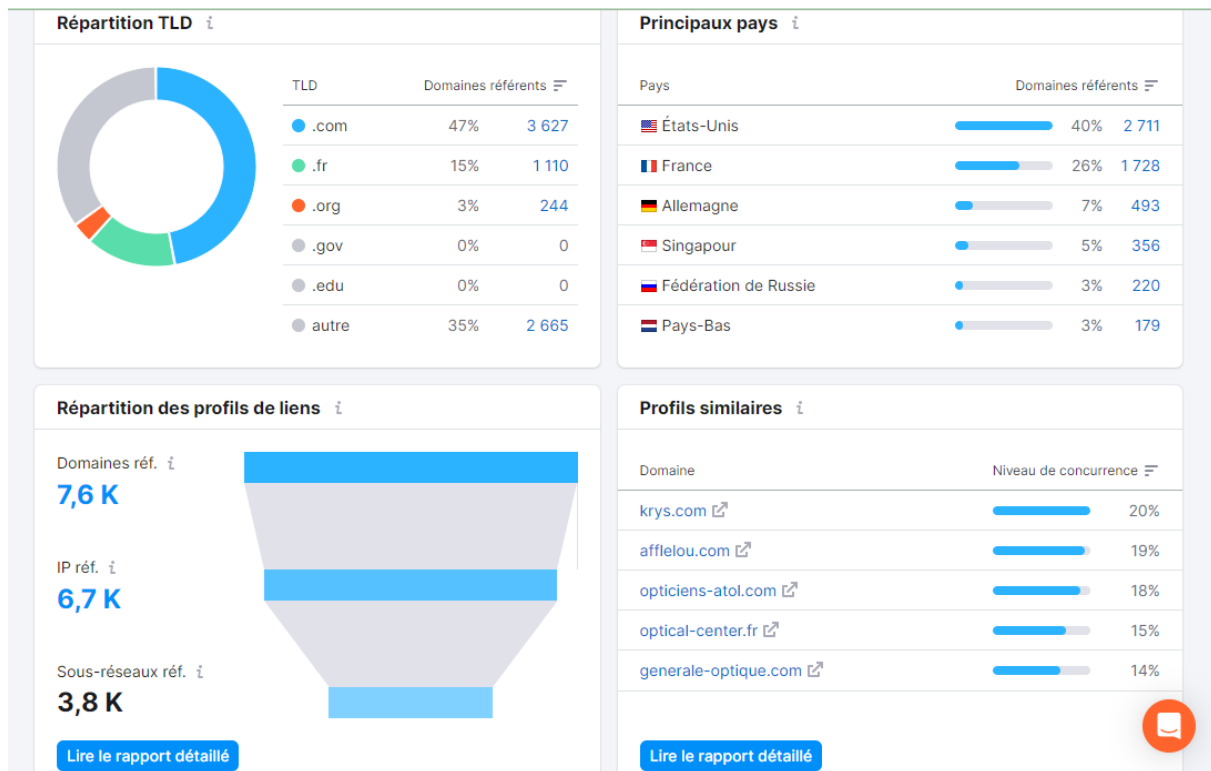 Répartition TLD i
TLD Domaines référents
.com 47% 3 627
.fr 15% 1 110
.org 3% 244
.gov 0% 0
.edu 0% 0
autre 35% 2 665
Principaux pays i
Pays Domaines référents
États-Unis 40% 2 711
France 26% 1 728
Allemagne 7% 493
Singapour 5% 356
Fédération de Russie 3% 220
Pays-Bas 3% 179
Répartition des profils de liens i
Domaines réf. i
7,6 K
IP réf. i
6,7 K
Sous-réseaux réf. i
3,8 K
Lire le rapport détaillé
Profils similaires i
Domaine Niveau de concurrence
krys.com 20%
afflelou.com 19%
opticiens-atol.com 18%
optical-center.fr 15%
generale-optique.com 14%
Lire le rapport détaillé